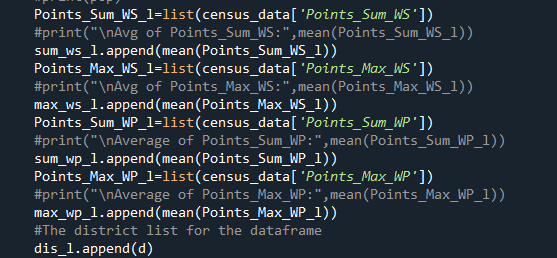 Points_Sum_WS_l=list(census_data['Points_Sum_WS'])
#print("\nAvg of Points_Sum_WS:",mean(Points_Sum_WS_l))
sum_ws_l.append(mean(Points_Sum_WS_l))
Points_Max_WS_l=list(census_data['Points_Max_WS'])
#print("\nAvg of Points_Max_WS:",mean(Points_Max_WS_l))
max_ws_l.append(mean(Points_Max_WS_l))
Points_Sum_WP_l=list(census_data['Points_Sum_WP'])
#print("\nAverage of Points_Sum_WP:",mean(Points_Sum_WP_l))
sum_wp_l.append(mean(Points_Sum_WP_l))
Points_Max_WP_l=list(census_data['Points_Max_WP'])
#print("\nAverage of Points_Max_WP:",mean(Points_Max_WP_l))
max_wp_l.append(mean(Points_Max_WP_l))
#The district list for the dataframe
dis_l.append(d)